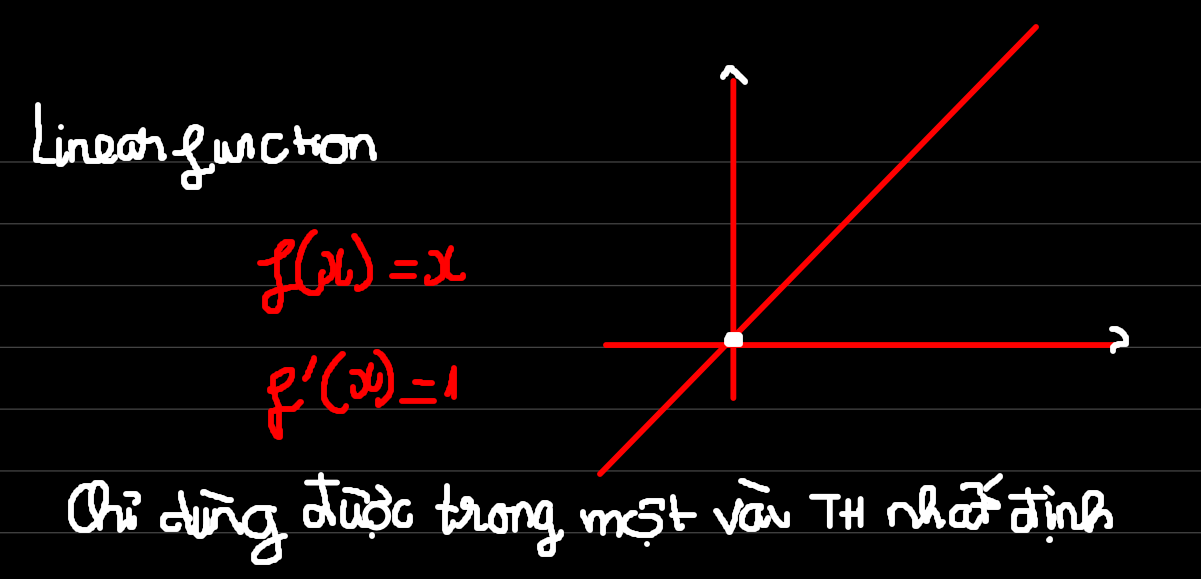 Linear function
f(x) = x
f'(x) = 1
Chỉ dùng được trong một vài TH nhất định